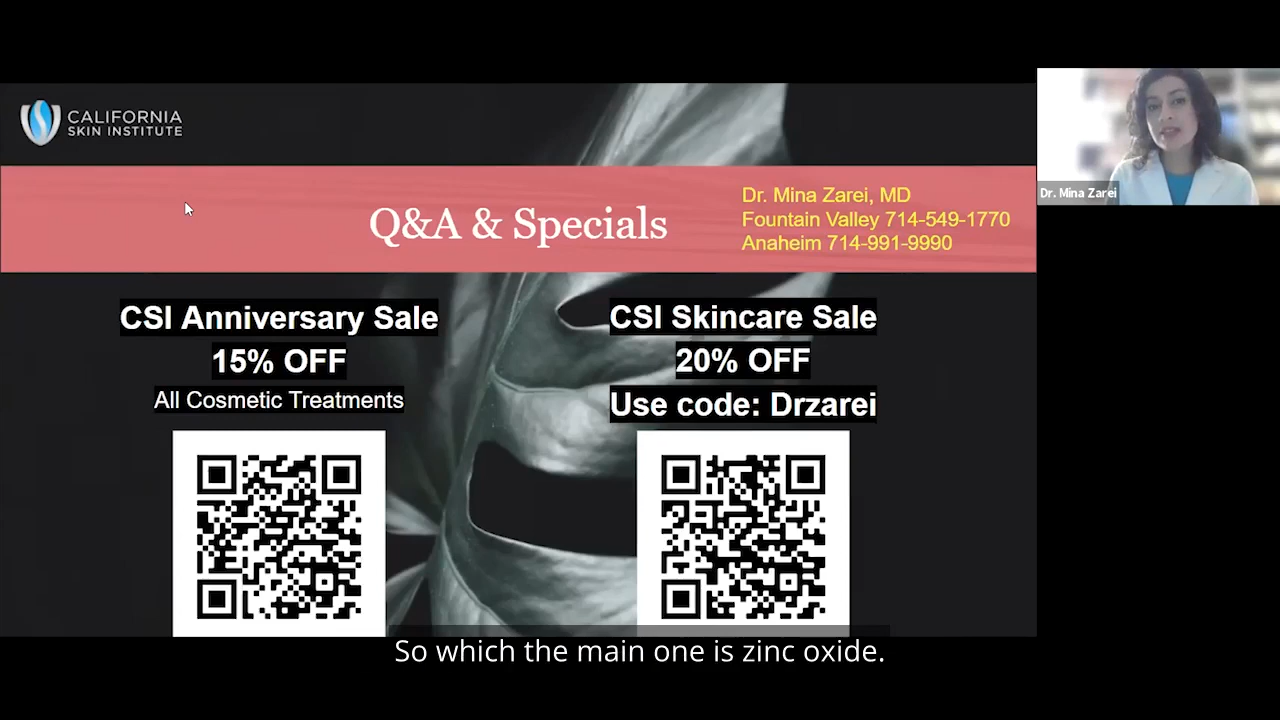 CALIFORNIA
SKIN INSTITUTE
Q&A & Specials
Dr. Mina Zarei, MD
Fountain Valley 714-549-1770
Anaheim 714-991-9990
Dr. Mina Zarei
CSI Anniversary Sale
15% OFF
All Cosmetic Treatments
CSI Skincare Sale
20% OFF
Use code: Drzarei
So which the main one is zinc oxide.